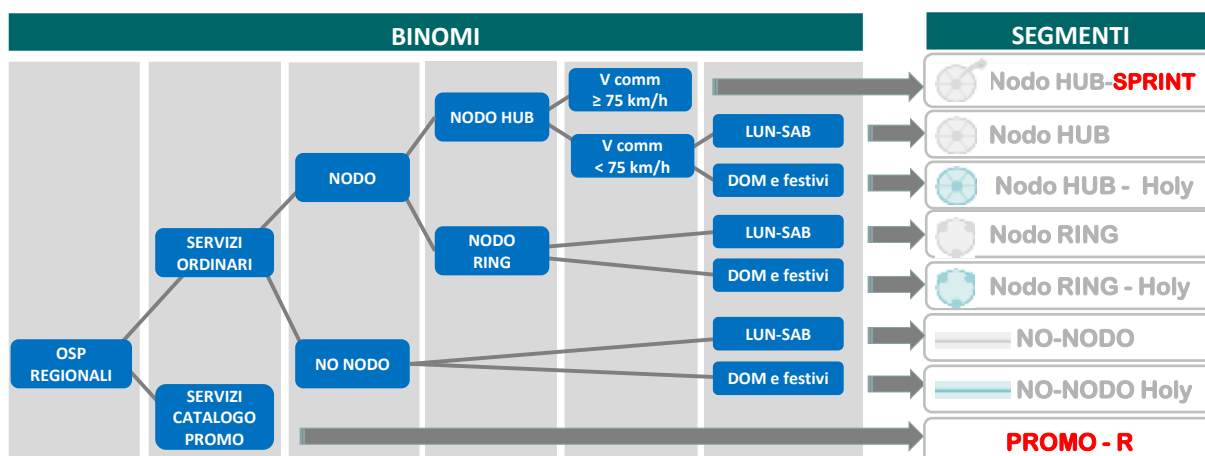 BINOMI
SEGMENTI
OSP
REGIONALI
SERVIZI
ORDINARI
SERVIZI
CATALOGO
PROMO
NODO
NO NODO
NODO HUB
NODO
RING
V comm
≥ 75 km/h
V comm
< 75 km/h
LUN-SAB
DOM e festivi
LUN-SAB
DOM e festivi
LUN-SAB
DOM e festivi
Nodo HUB-SPRINT
Nodo HUB
Nodo HUB - Holy
Nodo RING
Nodo RING - Holy
NO-NODO
NO-NODO Holy
PROMO - R